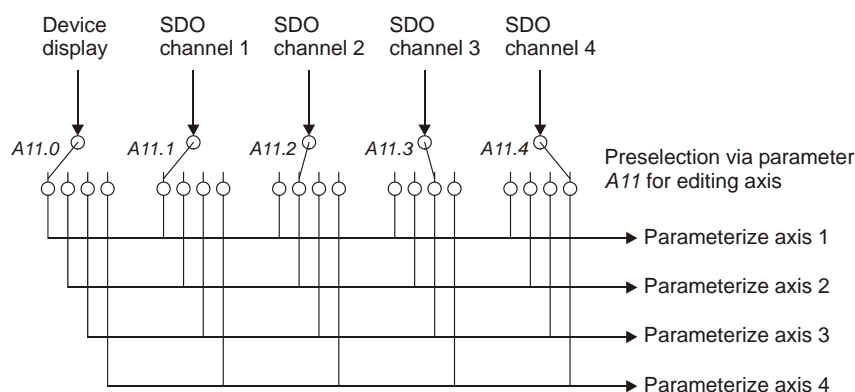 Device
display
SDO
channel 1
SDO
channel 2
SDO
channel 3
SDO
channel 4
A11.0
A11.1
A11.2
A11.3
A11.4
Preselection via parameter
A11 for editing axis
Parameterize axis 1
Parameterize axis 2
Parameterize axis 3
Parameterize axis 4